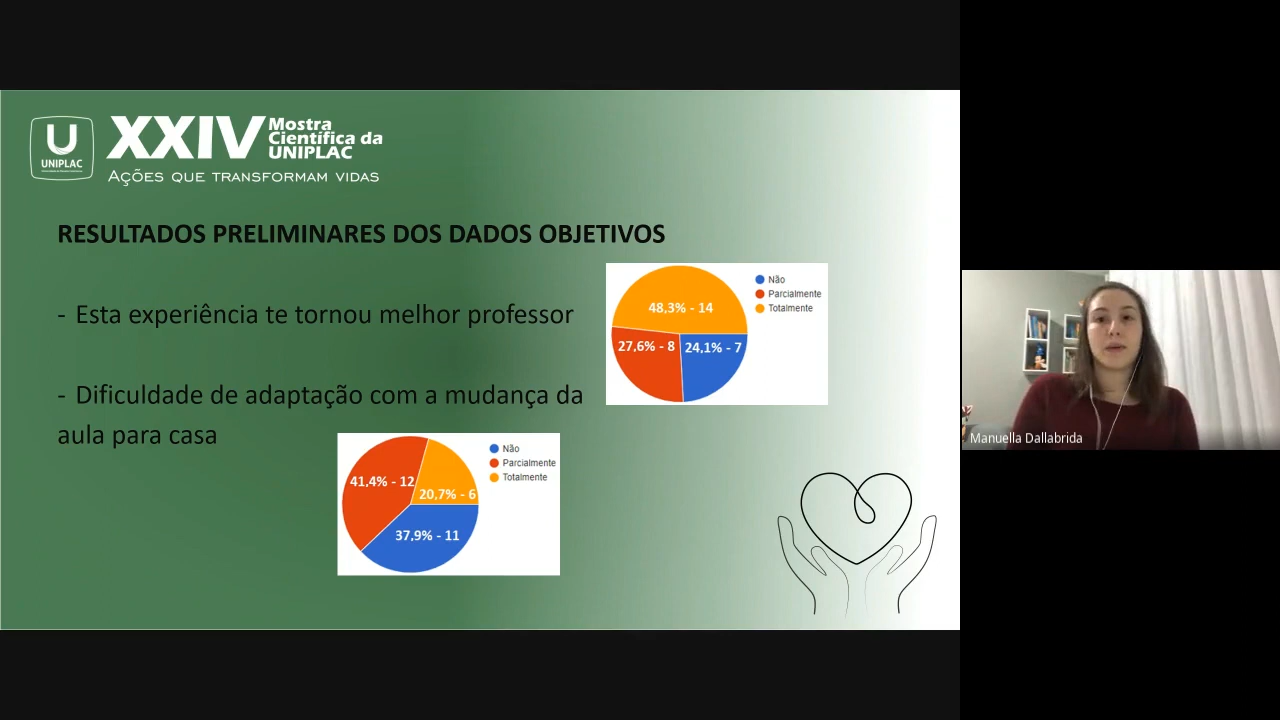 XXIV Mostra
Científica da
UNIPLAC
UNIPLAC
AÇÕES QUE TRANSFORMAM VIDAS
RESULTADOS PRELIMINARES DOS DADOS OBJETIVOS
- Esta experiência te tornou melhor professor
48,3% - 14
27,6% - 8
24,1% - 7
Não
Parcialmente
Totalmente
- Dificuldade de adaptação com a mudança da
aula para casa
41,4% - 12
20,7% - 6
37,9% - 11
Não
Parcialmente
Totalmente
Manuella Dallabrida